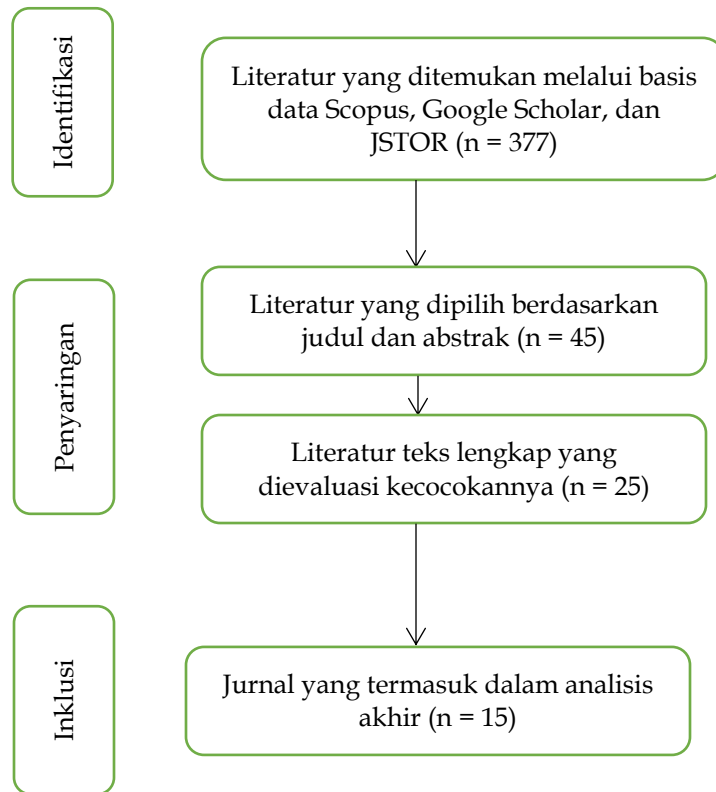 Identifikasi
Literatur yang ditemukan melalui basis
data Scopus, Google Scholar, dan
JSTOR (n = 377)
Penyaringan
Literatur yang dipilih berdasarkan
judul dan abstrak (n = 45)
Literatur teks lengkap yang
dievaluasi kecocokannya (n = 25)
Inklusi
Jurnal yang termasuk dalam analisis
akhir (n = 15)